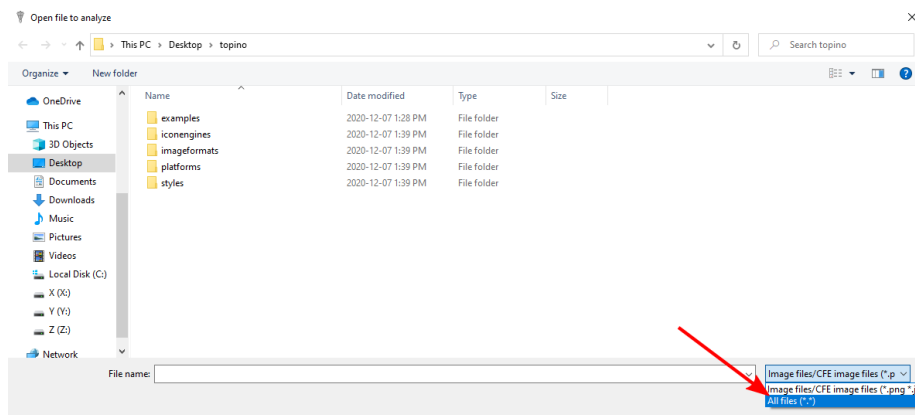 Open file to analyze
This PC > Desktop > topino
Search topino
Organize
New folder
Name
Date modified
Type
Size
OneDrive
This PC
3D Objects
Desktop
Documents
Downloads
Music
Pictures
Videos
Local Disk (C:)
X (X:)
Y (Y:)
Z (Z:)
Network
examples 2020-12-07 1:28 PM File folder
iconengines 2020-12-07 1:39 PM File folder
imageformats 2020-12-07 1:39 PM File folder
platforms 2020-12-07 1:39 PM File folder
styles 2020-12-07 1:39 PM File folder
File name:
Image files/CFE image files (*.p
Image files/CFE image files (*.png *.j
All files (*.*)